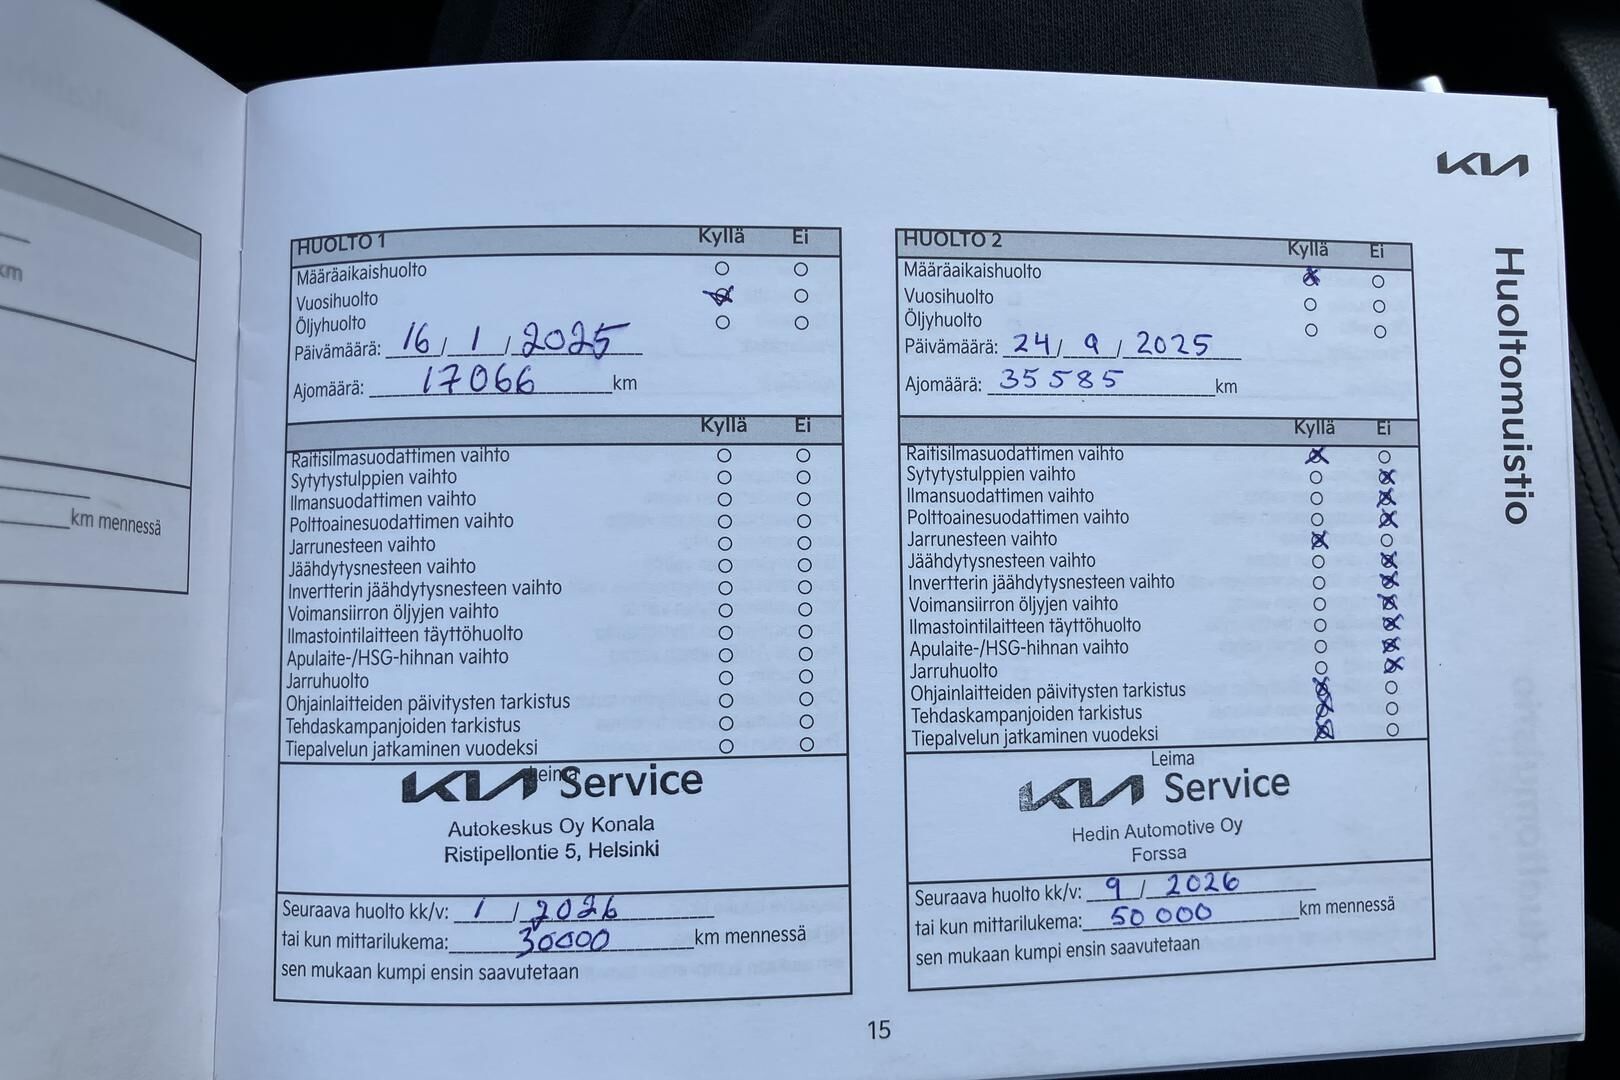 km
km mennessä
KIA
Huoltomuistio
HUOLTO 1 Kyllä Ei
Määräaikaishuolto
Vuosihuolto
Öljyhuolto
Päivämäärä: 16 / 1 / 2025
Ajomäärä: 17066 km
Kyllä Ei
Raitisilmasuodattimen vaihto
Sytytystulppien vaihto
Ilmansuodattimen vaihto
Polttoainesuodattimen vaihto
Jarrunesteen vaihto
Jäähdytysnesteen vaihto
Invertterin jäähdytysnesteen vaihto
Voimansiirron öljyjen vaihto
Ilmastointilaitteen täyttöhuolto
Apulaite-/HSG-hihnan vaihto
Jarruhuolto
Ohjainlaitteiden päivitysten tarkistus
Tehdaskampanjoiden tarkistus
Tiepalvelun jatkaminen vuodeksi
Leima
KIA Service
Autokeskus Oy Konala
Ristipellontie 5, Helsinki
Seuraava huolto kk/v: 1 / 2026
tai kun mittarilukema: 30000 km mennessä
sen mukaan kumpi ensin saavutetaan
HUOLTO 2 Kyllä Ei
Määräaikaishuolto
Vuosihuolto
Öljyhuolto
Päivämäärä: 24 / 9 / 2025
Ajomäärä: 35 585 km
Kyllä Ei
Raitisilmasuodattimen vaihto
Sytytystulppien vaihto
Ilmansuodattimen vaihto
Polttoainesuodattimen vaihto
Jarrunesteen vaihto
Jäähdytysnesteen vaihto
Invertterin jäähdytysnesteen vaihto
Voimansiirron öljyjen vaihto
Ilmastointilaitteen täyttöhuolto
Apulaite-/HSG-hihnan vaihto
Jarruhuolto
Ohjainlaitteiden päivitysten tarkistus
Tehdaskampanjoiden tarkistus
Tiepalvelun jatkaminen vuodeksi
Leima
KIA Service
Hedin Automotive Oy
Forssa
Seuraava huolto kk/v: 9 / 2026
tai kun mittarilukema: 50 000 km mennessä
sen mukaan kumpi ensin saavutetaan
15